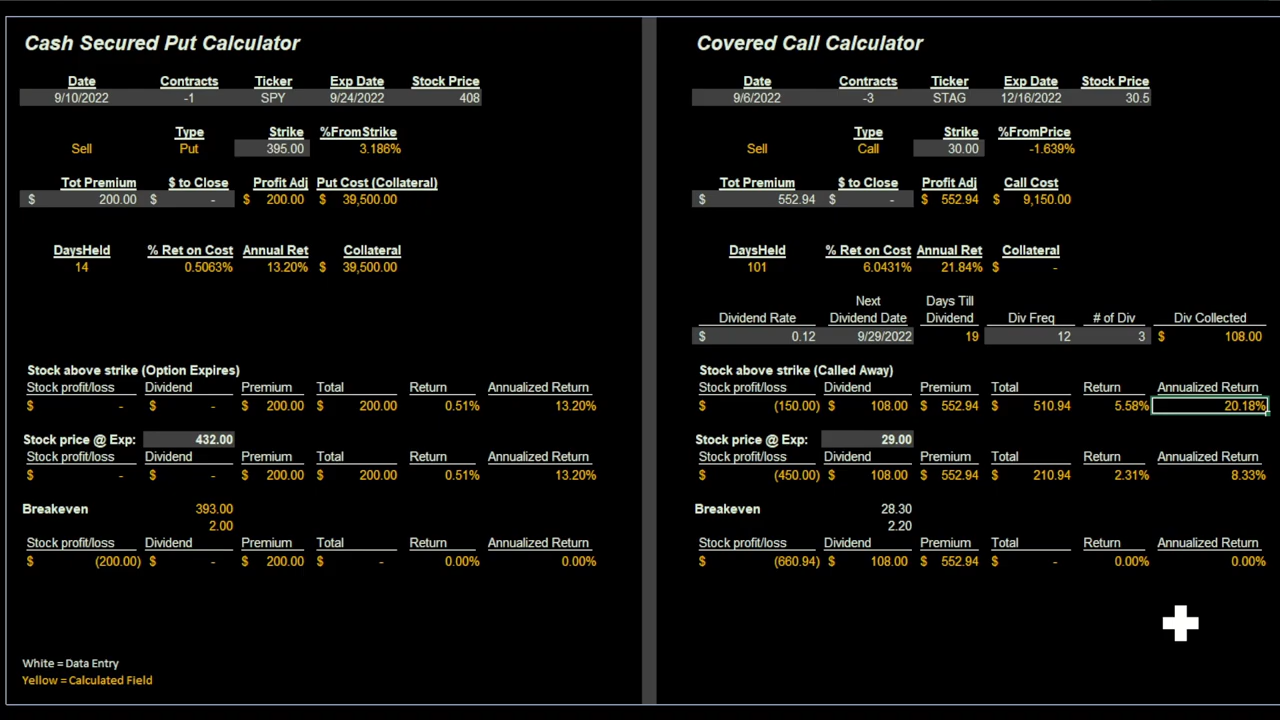 Cash Secured Put Calculator
Date Contracts Ticker Exp Date Stock Price
9/10/2022 -1 SPY 9/24/2022 408
Type Strike %FromStrike
Sell Put 395.00 3.186%
Tot Premium $ to Close Profit Adj Put Cost (Collateral)
$ 200.00 $ - $ 200.00 $ 39,500.00
DaysHeld % Ret on Cost Annual Ret Collateral
14 0.5063% 13.20% $ 39,500.00
Stock above strike (Option Expires)
Stock profit/loss Dividend Premium Total Return Annualized Return
$ - $ - $ 200.00 $ 200.00 0.51% 13.20%
Stock price @ Exp: 432.00
Stock profit/loss Dividend Premium Total Return Annualized Return
$ - $ - $ 200.00 $ 200.00 0.51% 13.20%
Breakeven 393.00
2.00
Stock profit/loss Dividend Premium Total Return Annualized Return
$ (200.00) $ - $ 200.00 $ - 0.00% 0.00%
White = Data Entry
Yellow = Calculated Field
Covered Call Calculator
Date Contracts Ticker Exp Date Stock Price
9/6/2022 -3 STAG 12/16/2022 30.5
Type Strike %FromPrice
Sell Call 30.00 -1.639%
Tot Premium $ to Close Profit Adj Call Cost
$ 552.94 $ - $ 552.94 $ 9,150.00
DaysHeld % Ret on Cost Annual Ret Collateral
101 6.0431% 21.84% $ -
Next Days Till
Dividend Rate Dividend Date Dividend Div Freq # of Div Div Collected
$ 0.12 9/29/2022 19 12 3 $ 108.00
Stock above strike (Called Away)
Stock profit/loss Dividend Premium Total Return Annualized Return
$ (150.00) $ 108.00 $ 552.94 $ 510.94 5.58% 20.18%
Stock price @ Exp: 29.00
Stock profit/loss Dividend Premium Total Return Annualized Return
$ (450.00) $ 108.00 $ 552.94 $ 210.94 2.31% 8.33%
Breakeven 28.30
2.20
Stock profit/loss Dividend Premium Total Return Annualized Return
$ (660.94) $ 108.00 $ 552.94 $ - 0.00% 0.00%